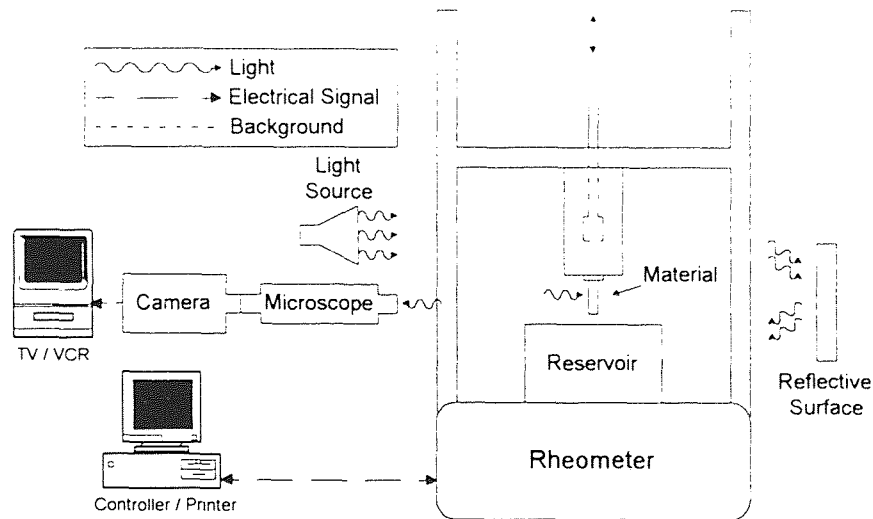 Light
Electrical Signal
Background
Light
Source
Material
Camera
Microscope
TV / VCR
Reservoir
Reflective
Surface
Rheometer
Controller / Printer